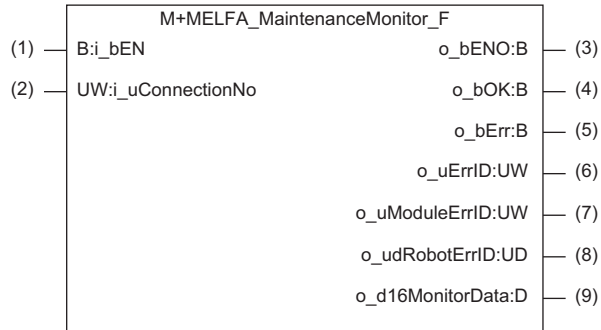 M+MELFA_MaintenanceMonitor_F
(1) B:i_bEN o_bENO:B (3)
(2) UW:i_uConnectionNo o_bOK:B (4)
o_bErr:B (5)
o_uErrID:UW (6)
o_uModuleErrID:UW (7)
o_udRobotErrID:UD (8)
o_d16MonitorData:D (9)